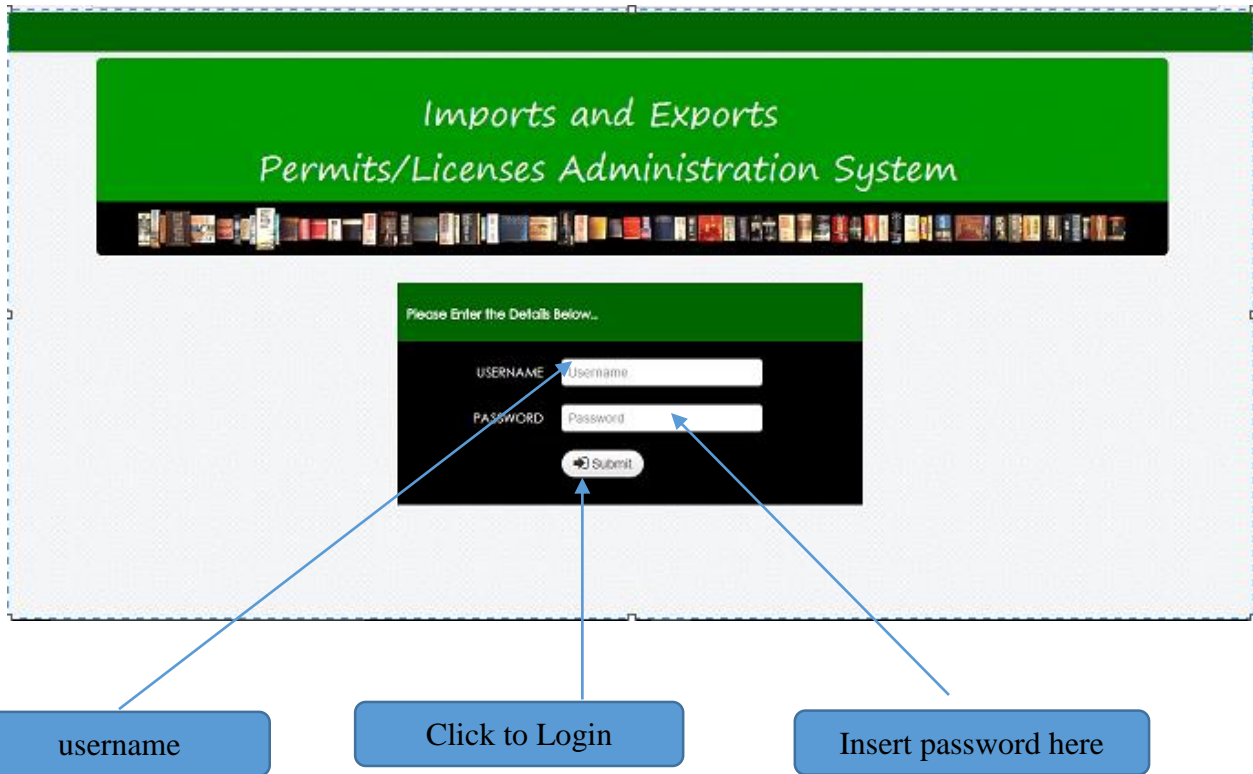 Imports and Exports
Permits/Licenses Administration System
Please Enter the Details Below...
USERNAME Username
PASSWORD Password
Submit
username
Click to Login
Insert password here